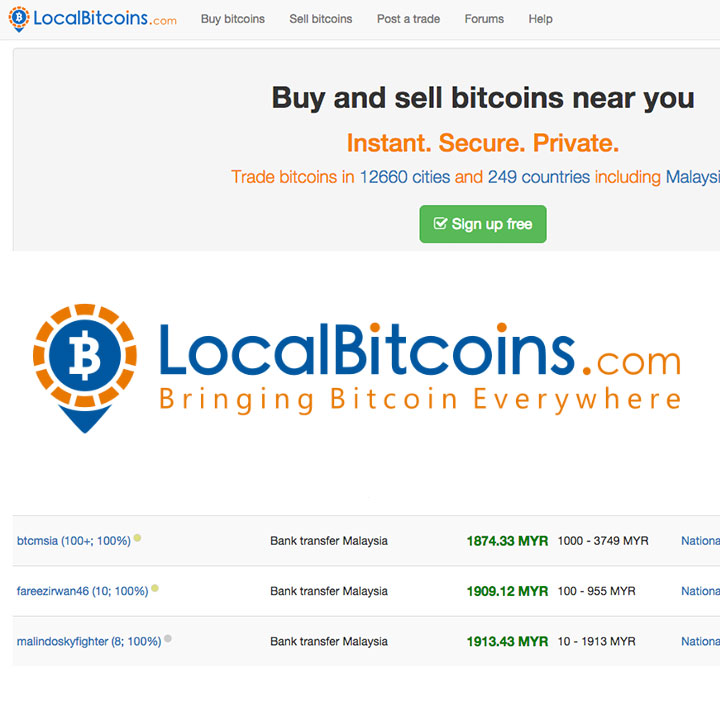 LocalBitcoins.com Buy bitcoins Sell bitcoins Post a trade Forums Help
Buy and sell bitcoins near you
Instant. Secure. Private.
Trade bitcoins in 12660 cities and 249 countries including Malaysi
Sign up free
LocalBitcoins.com
Bringing Bitcoin Everywhere
btcmsia (100+; 100%) Bank transfer Malaysia 1874.33 MYR 1000 - 3749 MYR Nationa
fareezirwan46 (10; 100%) Bank transfer Malaysia 1909.12 MYR 100 - 955 MYR Nationa
malindoskyfighter (8; 100%) Bank transfer Malaysia 1913.43 MYR 10 - 1913 MYR Nationa